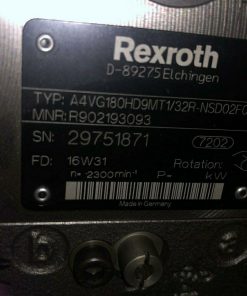 Rexroth
D-89275 Elchingen
TYP: A4VG180HD9MT1/32R-NSD02F0
MNR: R902193093
SN: 29751871
7202
FD: 16W31
Rotation:
n= 2300min⁻¹ P= kW
Made in Germany
b